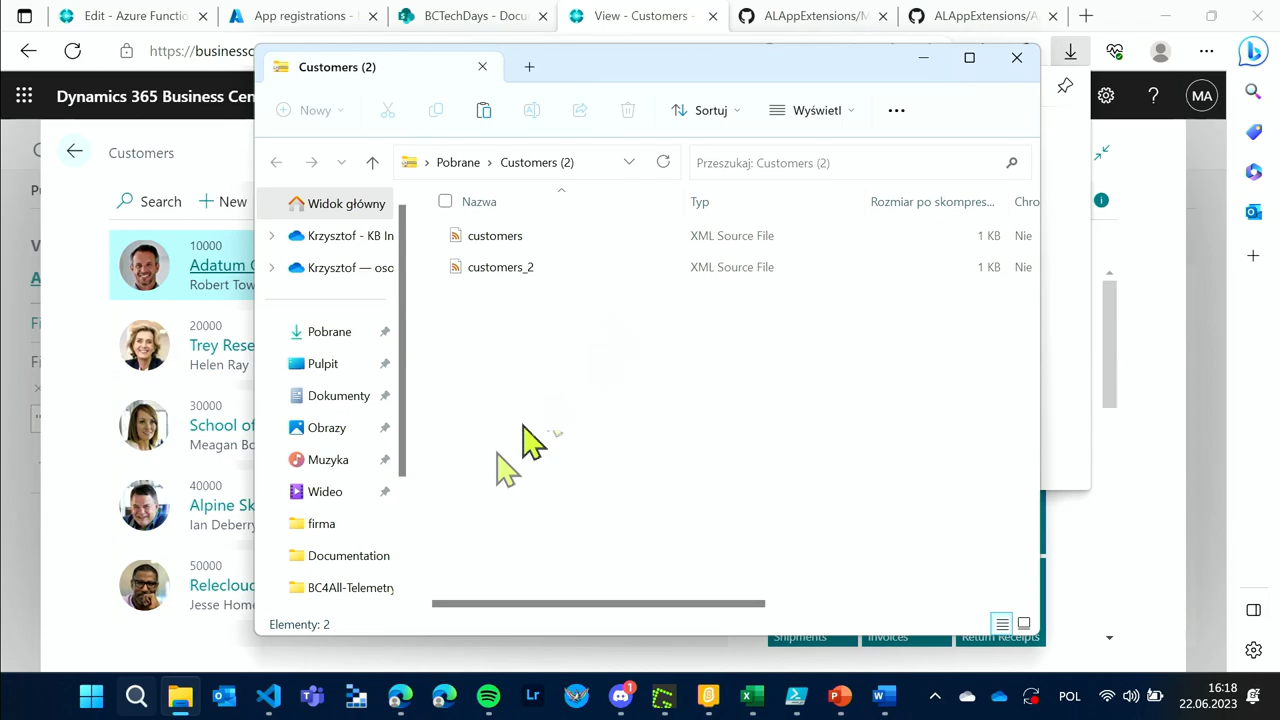 Edit - Azure Functio
App registrations -
BCTechDays - Docu
View - Customers -
ALAppExtensions/M
ALAppExtensions/A
https://businessc
Dynamics 365 Business Cen
MA
Customers
Search
New
10000
Adatum C
Robert Tow
20000
Trey Rese
Helen Ray
30000
School of
Meagan Bo
40000
Alpine Sk
Ian Deberry
50000
Relecloud
Jesse Home
Customers (2)
Nowy
Sortuj
Wyświetl
Pobrane
Customers (2)
Przeszukaj: Customers (2)
Widok główny
Krzysztof - KB In
Krzysztof — oso
Pobrane
Pulpit
Dokumenty
Obrazy
Muzyka
Wideo
firma
Documentation
BC4All-Telemetry
Nazwa
Typ
Rozmiar po skompres...
Chro
customers
XML Source File
1 KB
Nie
customers_2
XML Source File
1 KB
Nie
Elementy: 2
Shipments
Invoices
Return Receipts
Lr
1
POL
16:18
22.06.2023